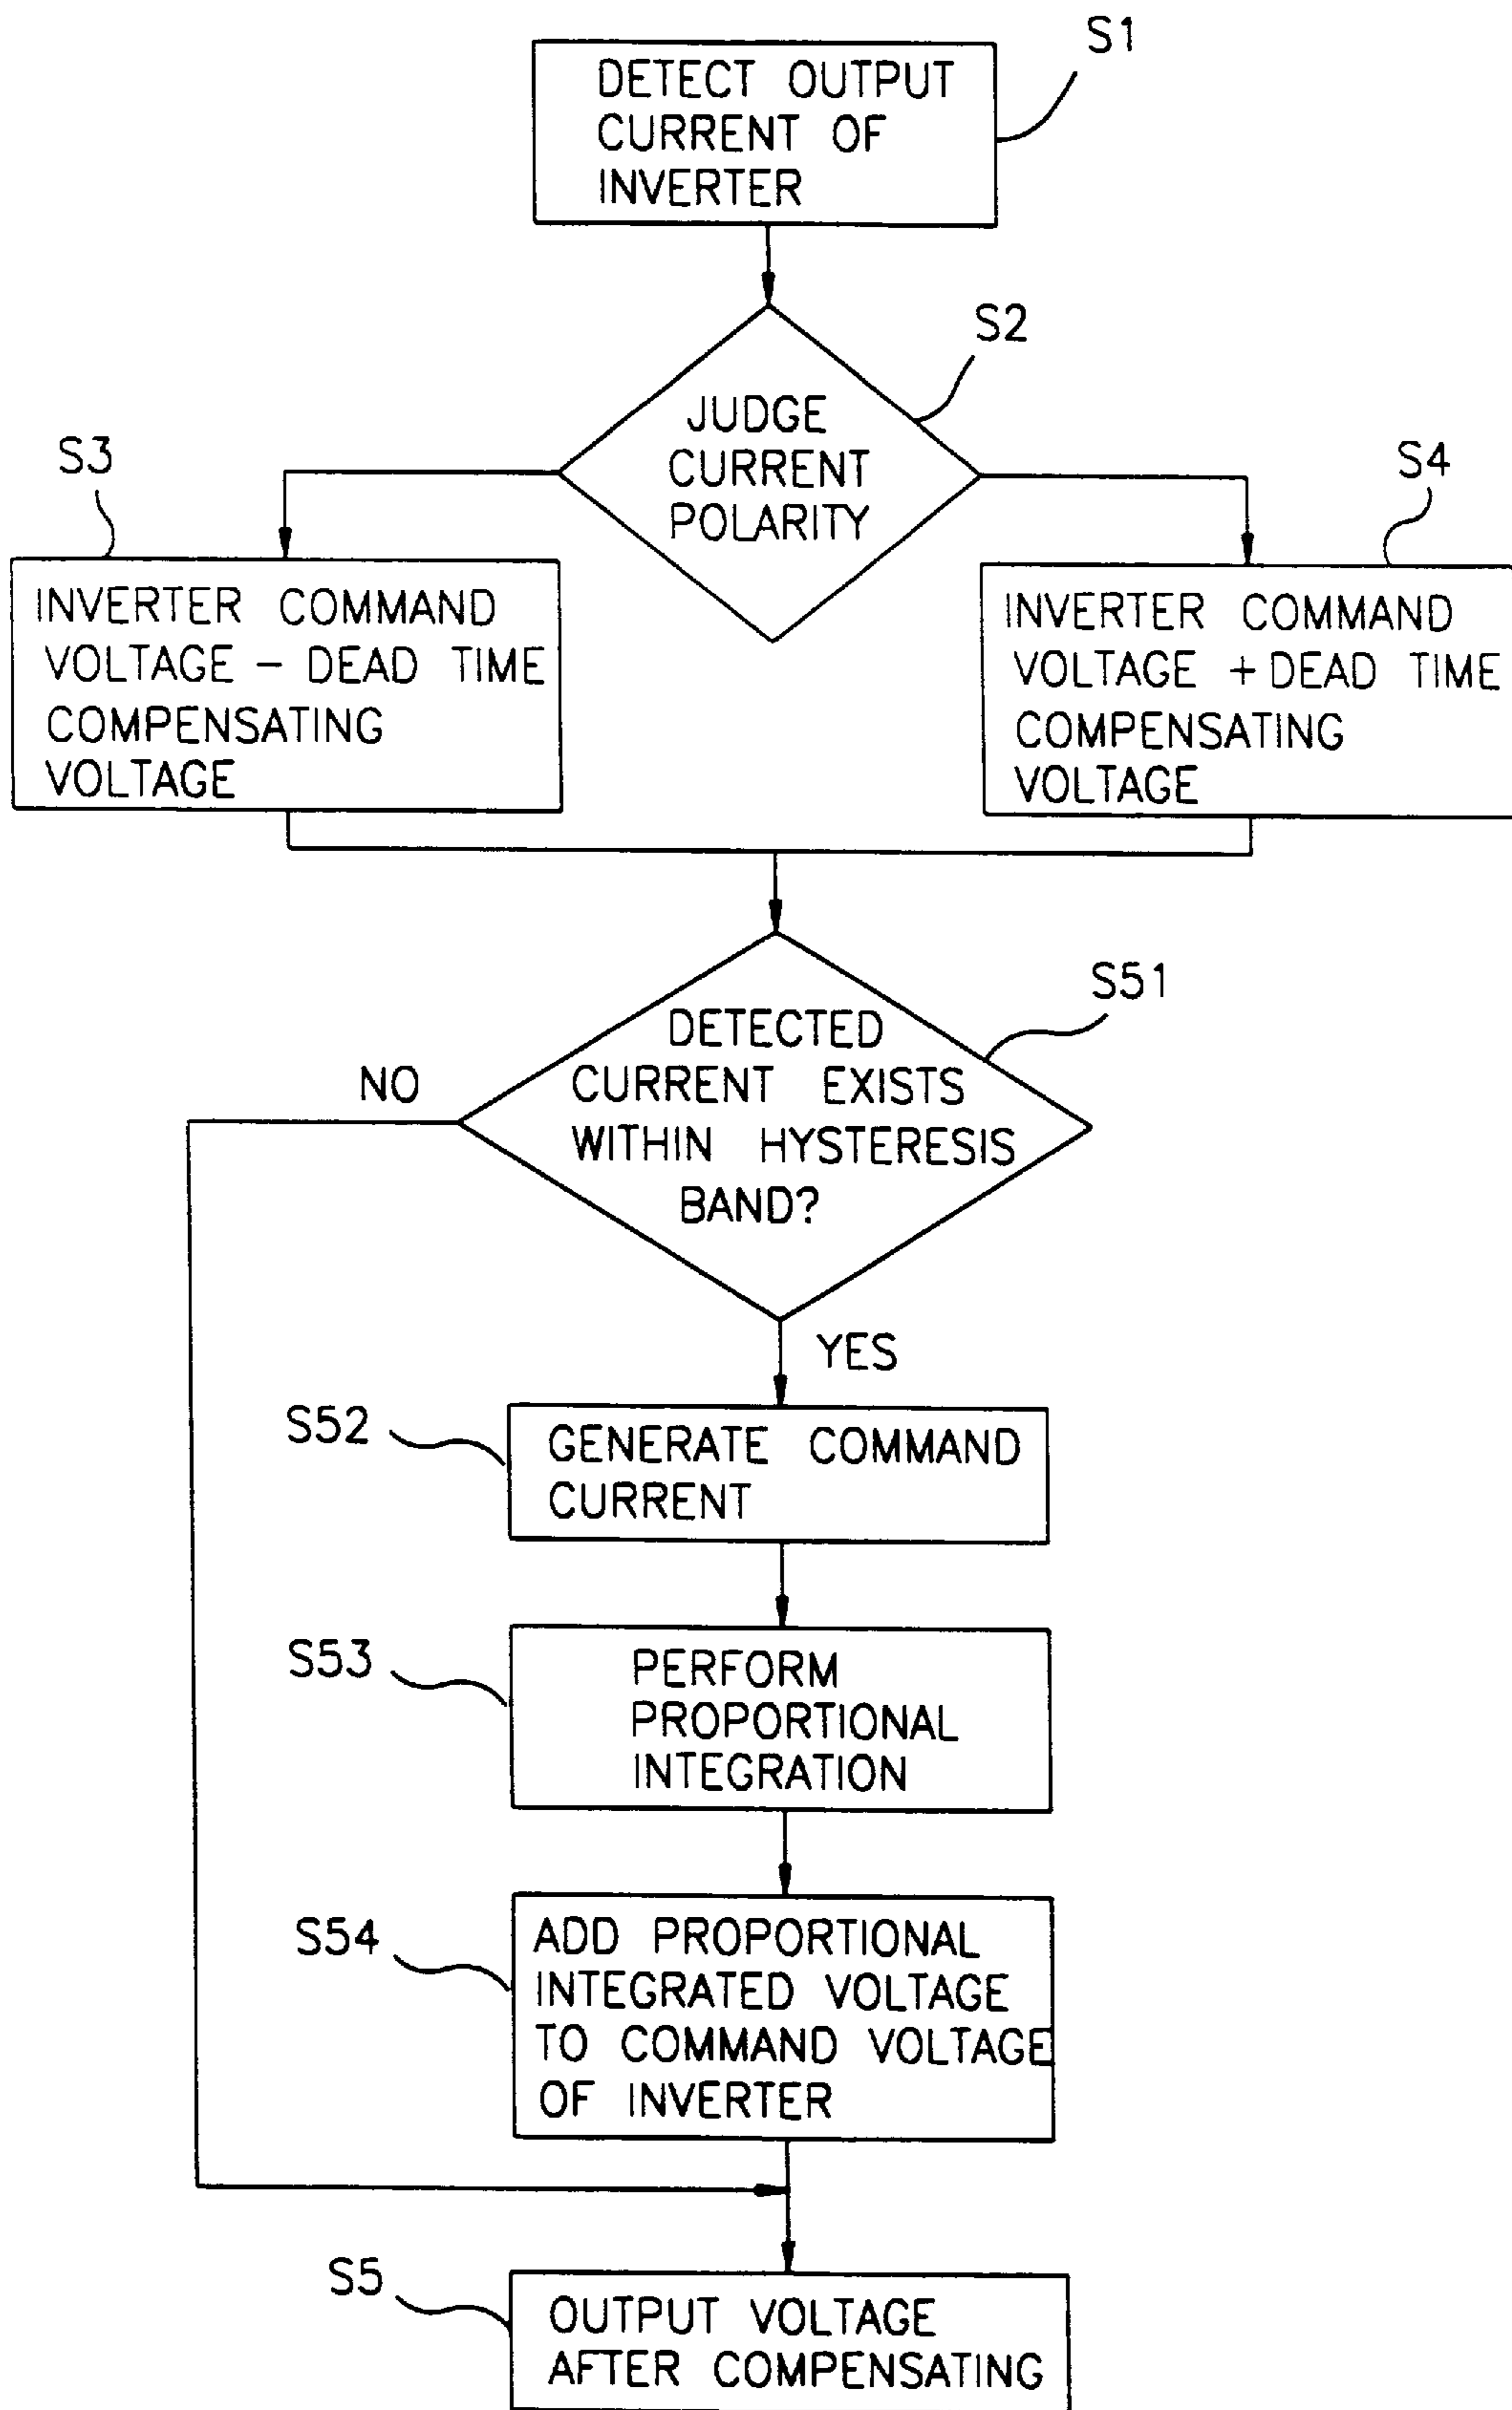 S1
DETECT OUTPUT
CURRENT OF
INVERTER
S2
JUDGE
CURRENT
POLARITY
S3
INVERTER COMMAND
VOLTAGE - DEAD TIME
COMPENSATING
VOLTAGE
S4
INVERTER COMMAND
VOLTAGE + DEAD TIME
COMPENSATING
VOLTAGE
S51
DETECTED
CURRENT EXISTS
WITHIN HYSTERESIS
BAND?
NO
YES
S52
GENERATE COMMAND
CURRENT
S53
PERFORM
PROPORTIONAL
INTEGRATION
S54
ADD PROPORTIONAL
INTEGRATED VOLTAGE
TO COMMAND VOLTAGE
OF INVERTER
S5
OUTPUT VOLTAGE
AFTER COMPENSATING